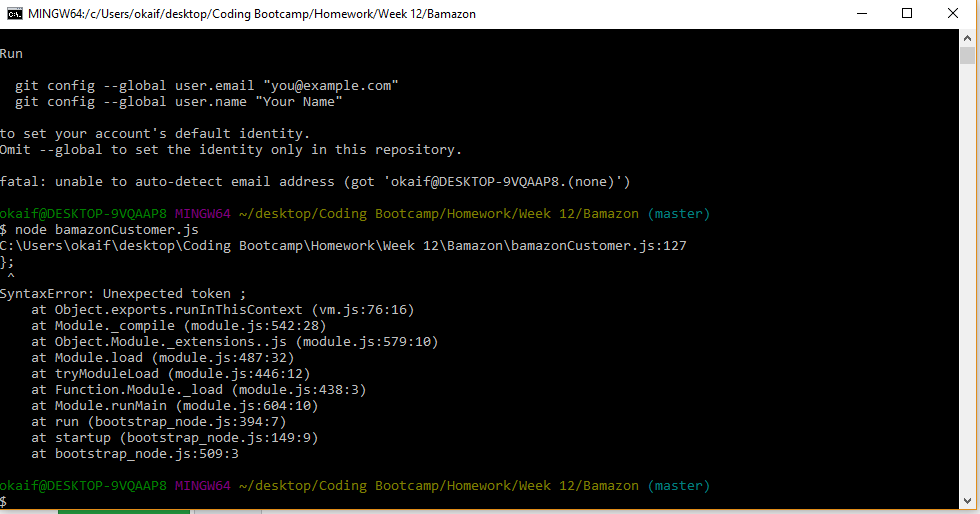 MINGW64:/c/Users/okaif/desktop/Coding Bootcamp/Homework/Week 12/Bamazon
Run
git config --global user.email "you@example.com"
git config --global user.name "Your Name"
to set your account's default identity.
Omit --global to set the identity only in this repository.
fatal: unable to auto-detect email address (got 'okaif@DESKTOP-9VQAAP8.(none)')
okaif@DESKTOP-9VQAAP8 MINGW64 ~/desktop/Coding Bootcamp/Homework/Week 12/Bamazon (master)
$ node bamazonCustomer.js
C:\Users\okaif\desktop\Coding Bootcamp\Homework\Week 12\Bamazon\bamazonCustomer.js:127
};
^
SyntaxError: Unexpected token ;
at Object.exports.runInThisContext (vm.js:76:16)
at Module._compile (module.js:542:28)
at Object.Module._extensions..js (module.js:579:10)
at Module.load (module.js:487:32)
at tryModuleLoad (module.js:446:12)
at Function.Module._load (module.js:438:3)
at Module.runMain (module.js:604:10)
at run (bootstrap_node.js:394:7)
at startup (bootstrap_node.js:149:9)
at bootstrap_node.js:509:3
okaif@DESKTOP-9VQAAP8 MINGW64 ~/desktop/Coding Bootcamp/Homework/Week 12/Bamazon (master)
$